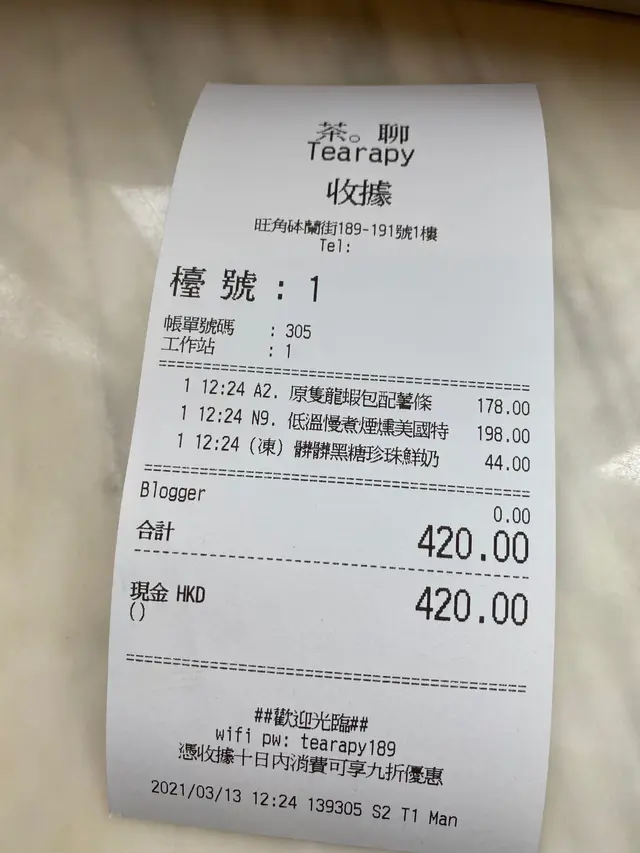 茶。聊
Tearapy
收據
旺角砵蘭街189-191號1樓
Tel:
檯號 : 1
帳單號碼 : 305
工作站 : 1
1 12:24 A2. 原隻龍蝦包配薯條 178.00
1 12:24 N9. 低溫慢煮煙燻美國特 198.00
1 12:24 (凍) 髒髒黑糖珍珠鮮奶 44.00
Blogger 0.00
合計 420.00
現金 HKD 420.00
()
##歡迎光臨##
wifi pw: tearapy189
憑收據十日內消費可享九折優惠
2021/03/13 12:24 139305 S2 T1 Man